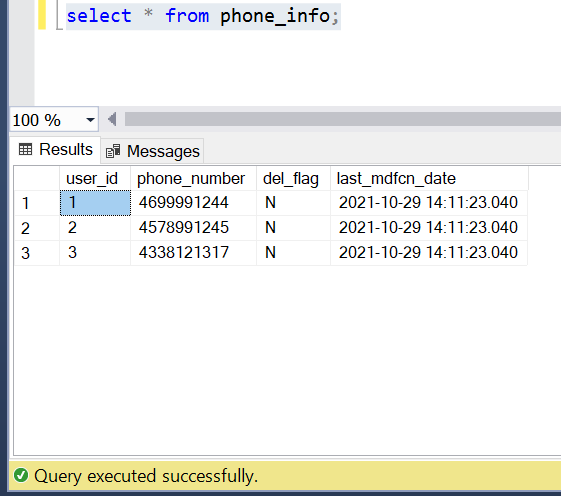 select * from phone_info;
100 %
Results Messages
user_id phone_number del_flag last_mdfcn_date
1 1 4699991244 N 2021-10-29 14:11:23.040
2 2 4578991245 N 2021-10-29 14:11:23.040
3 3 4338121317 N 2021-10-29 14:11:23.040
Query executed successfully.